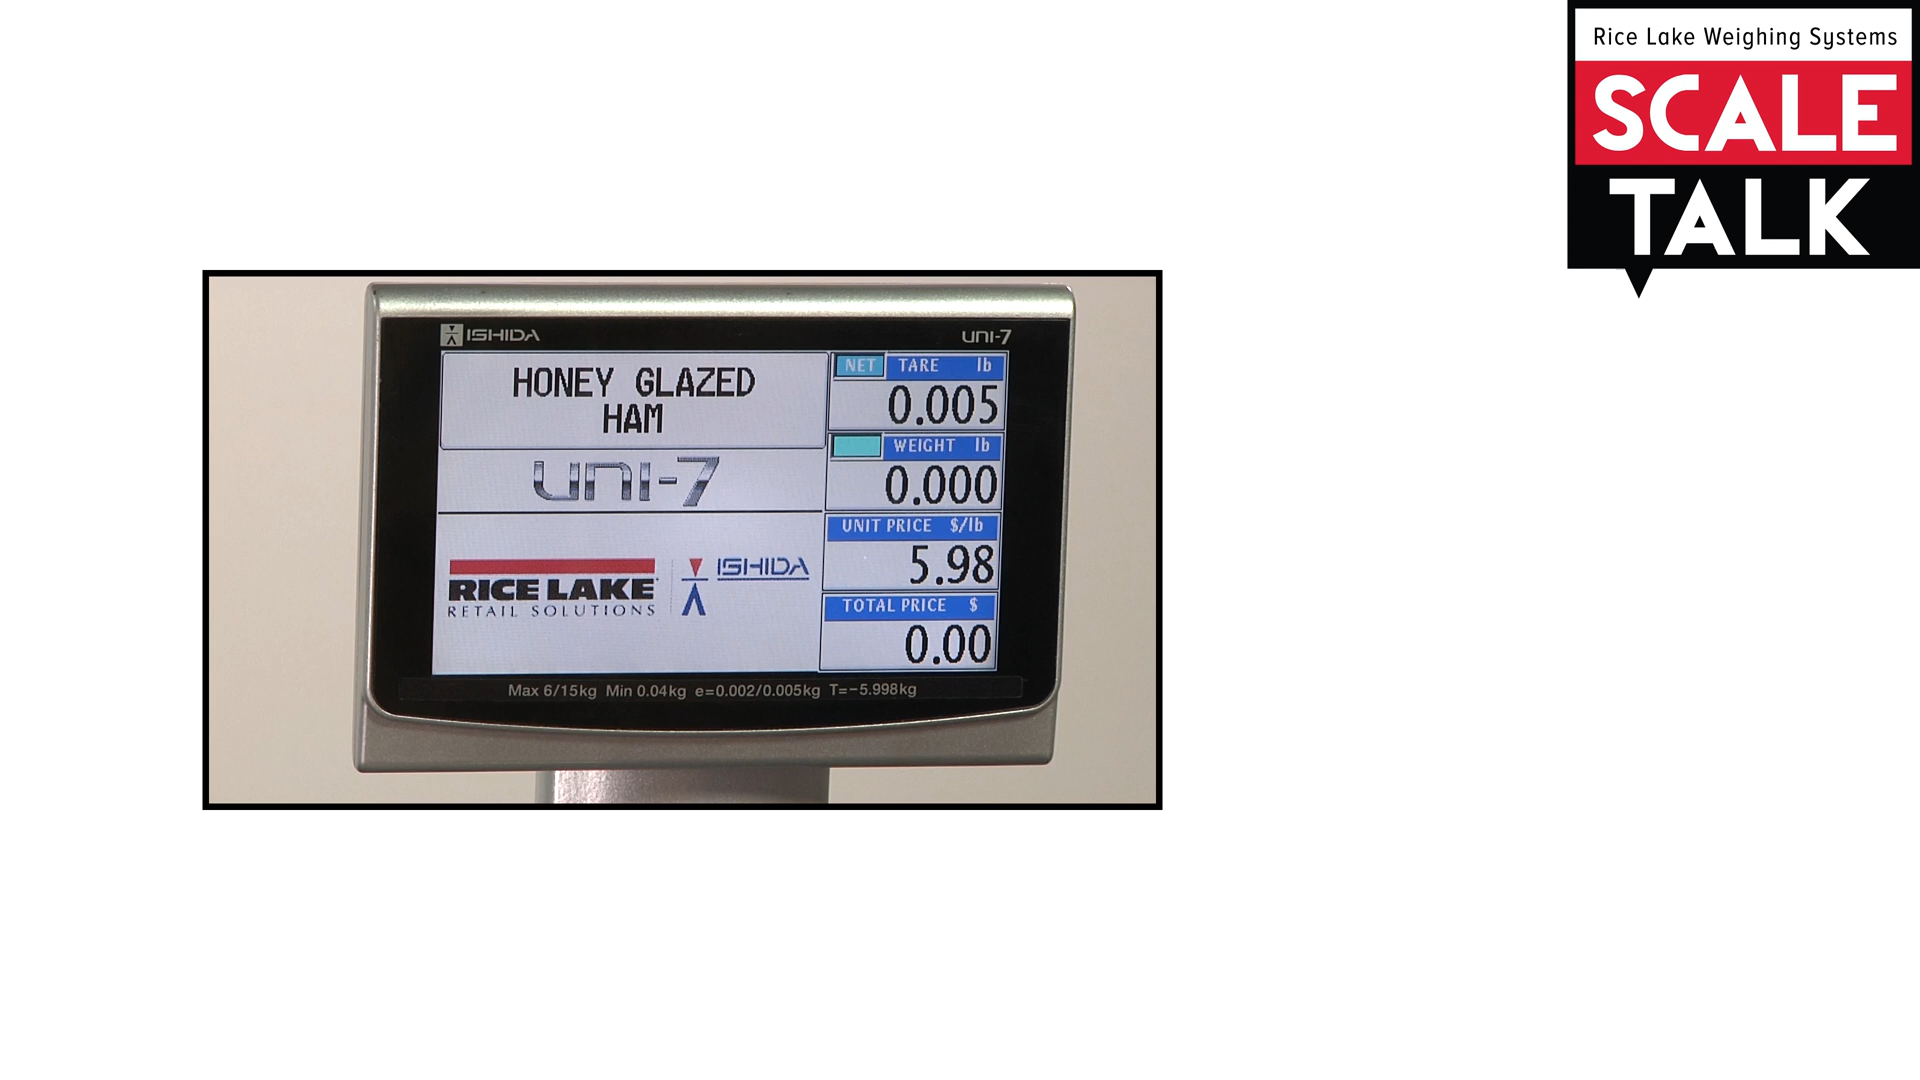 Rice Lake Weighing Systems
SCALE
TALK
ISHIDA
UNI-7
HONEY GLAZED
HAM
UNI-7
RICE LAKE
RETAIL SOLUTIONS
ISHIDA
NET TARE lb
0.005
WEIGHT lb
0.000
UNIT PRICE $/lb
5.98
TOTAL PRICE $
0.00
Max 6/15kg Min 0.04kg e=0.002/0.005kg T=−5.998kg